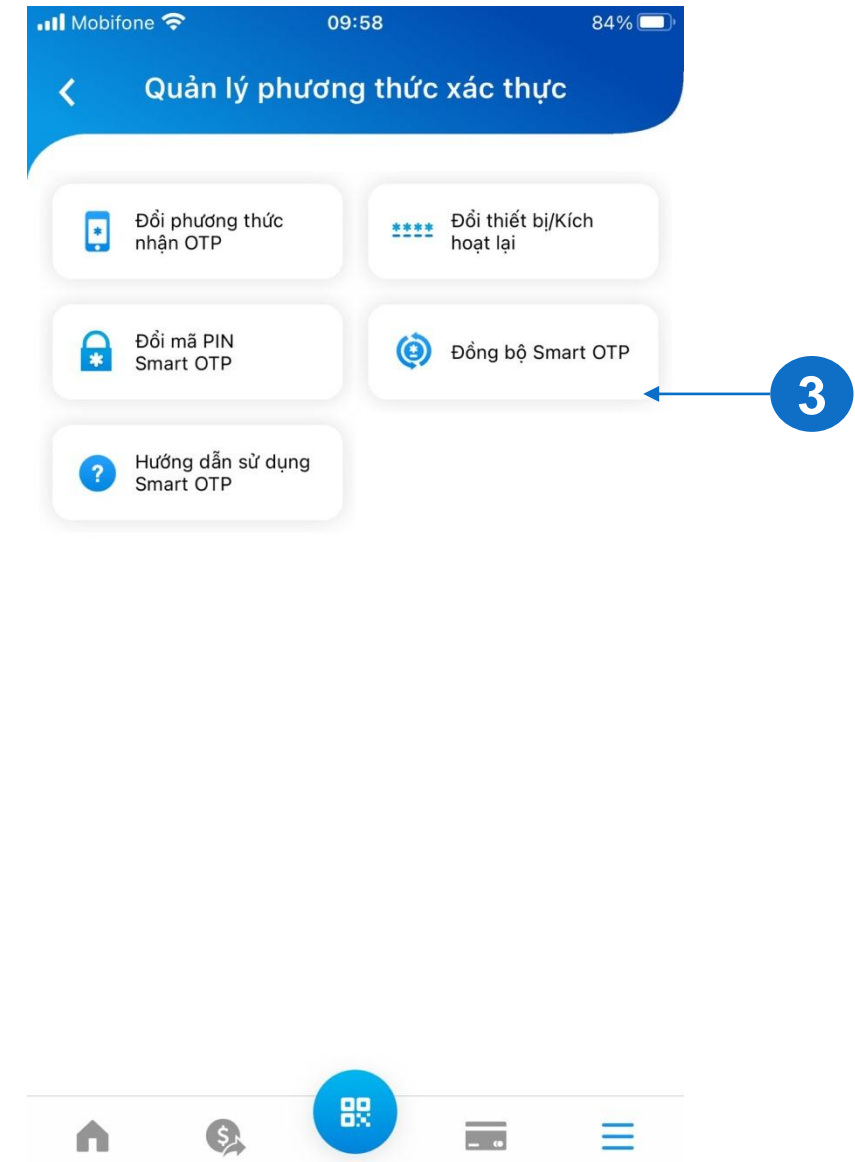 Mobifone 09:58 84%
Quản lý phương thức xác thực
Đổi phương thức
nhận OTP
Đổi thiết bị/Kích
hoạt lại
Đổi mã PIN
Smart OTP
Đồng bộ Smart OTP
3
Hướng dẫn sử dụng
Smart OTP